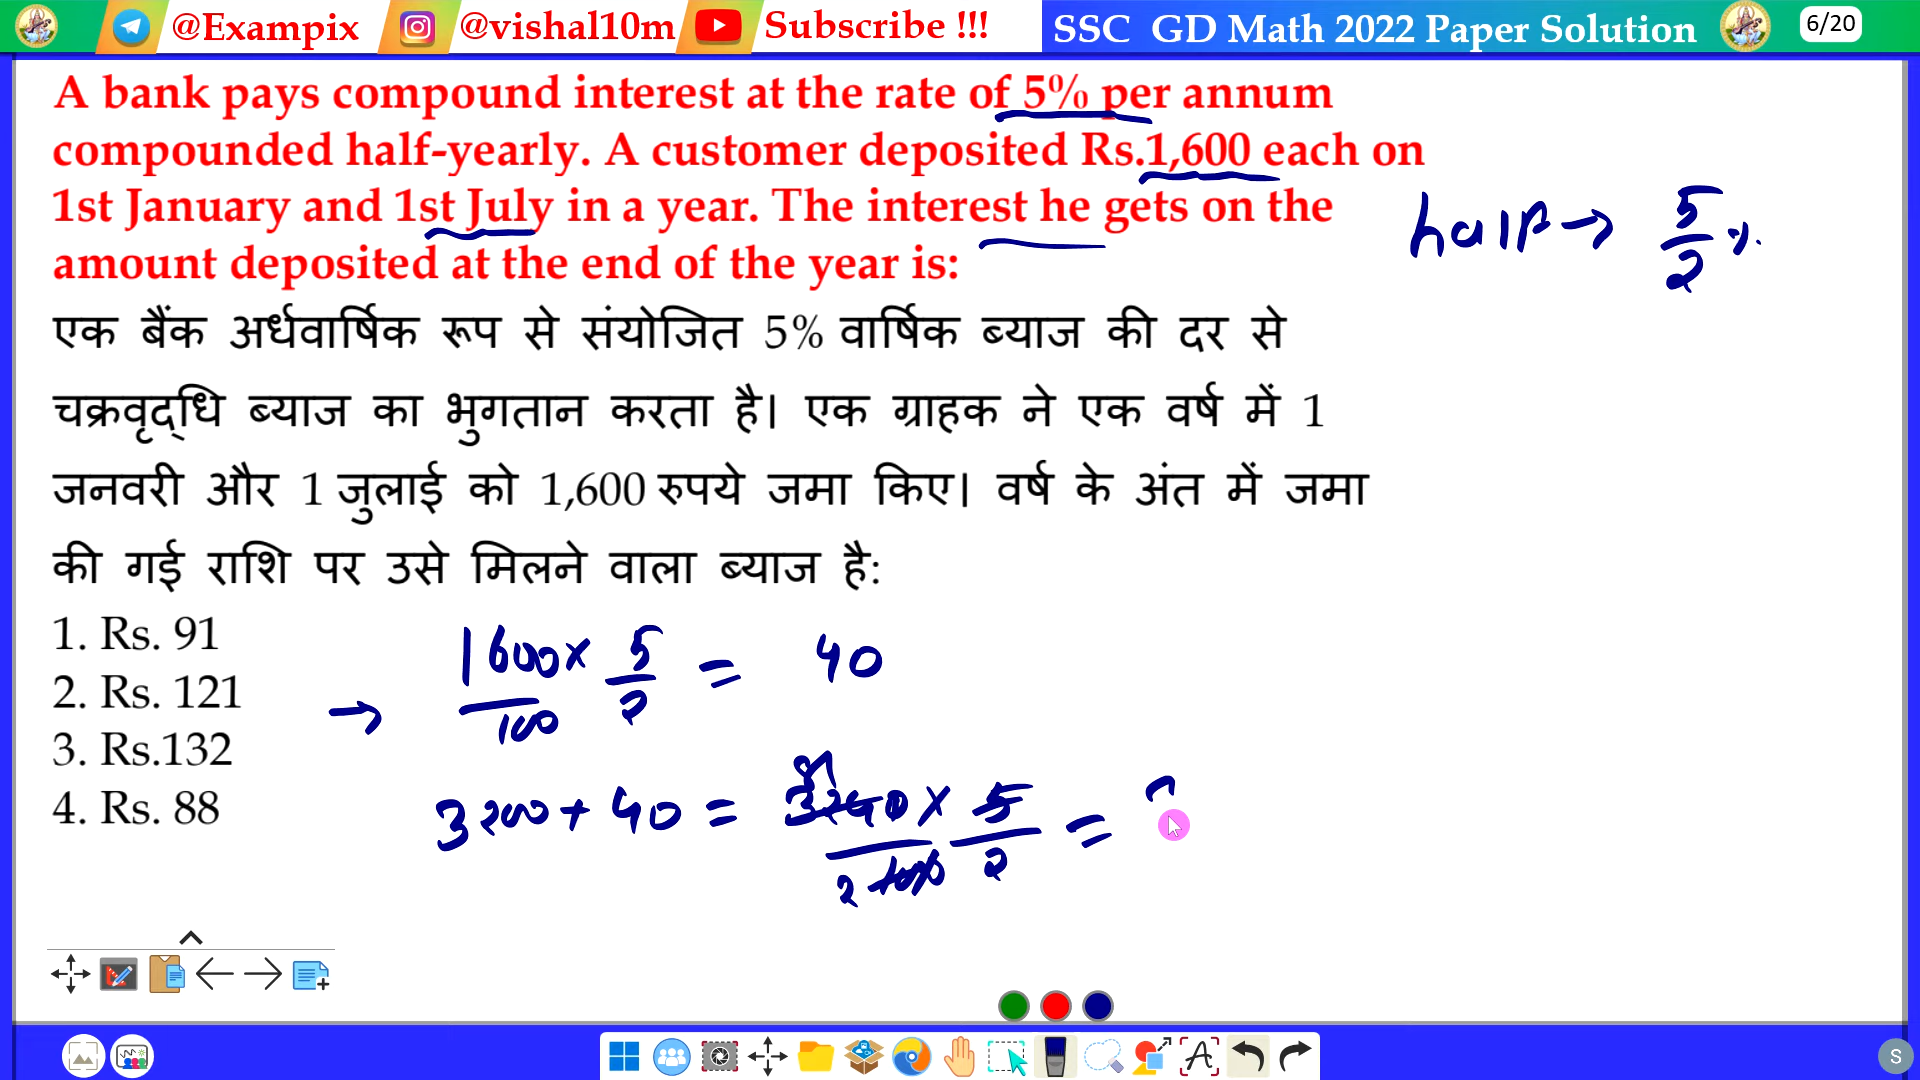 @Exampix @vishal10m Subscribe !!! SSC GD Math 2022 Paper Solution 6/20
A bank pays compound interest at the rate of 5% per annum
compounded half-yearly. A customer deposited Rs.1,600 each on
1st January and 1st July in a year. The interest he gets on the
amount deposited at the end of the year is:
half → 5/2 %
एक बैंक अर्धवार्षिक रूप से संयोजित 5% वार्षिक ब्याज की दर से
चक्रवृद्धि ब्याज का भुगतान करता है। एक ग्राहक ने एक वर्ष में 1
जनवरी और 1 जुलाई को 1,600 रुपये जमा किए। वर्ष के अंत में जमा
की गई राशि पर उसे मिलने वाला ब्याज है:
1. Rs. 91
2. Rs. 121
3. Rs.132
4. Rs. 88
→ 1600/100 × 5/2 = 40
3200 + 40 = 3240/100 × 5/2 =
81
2
S